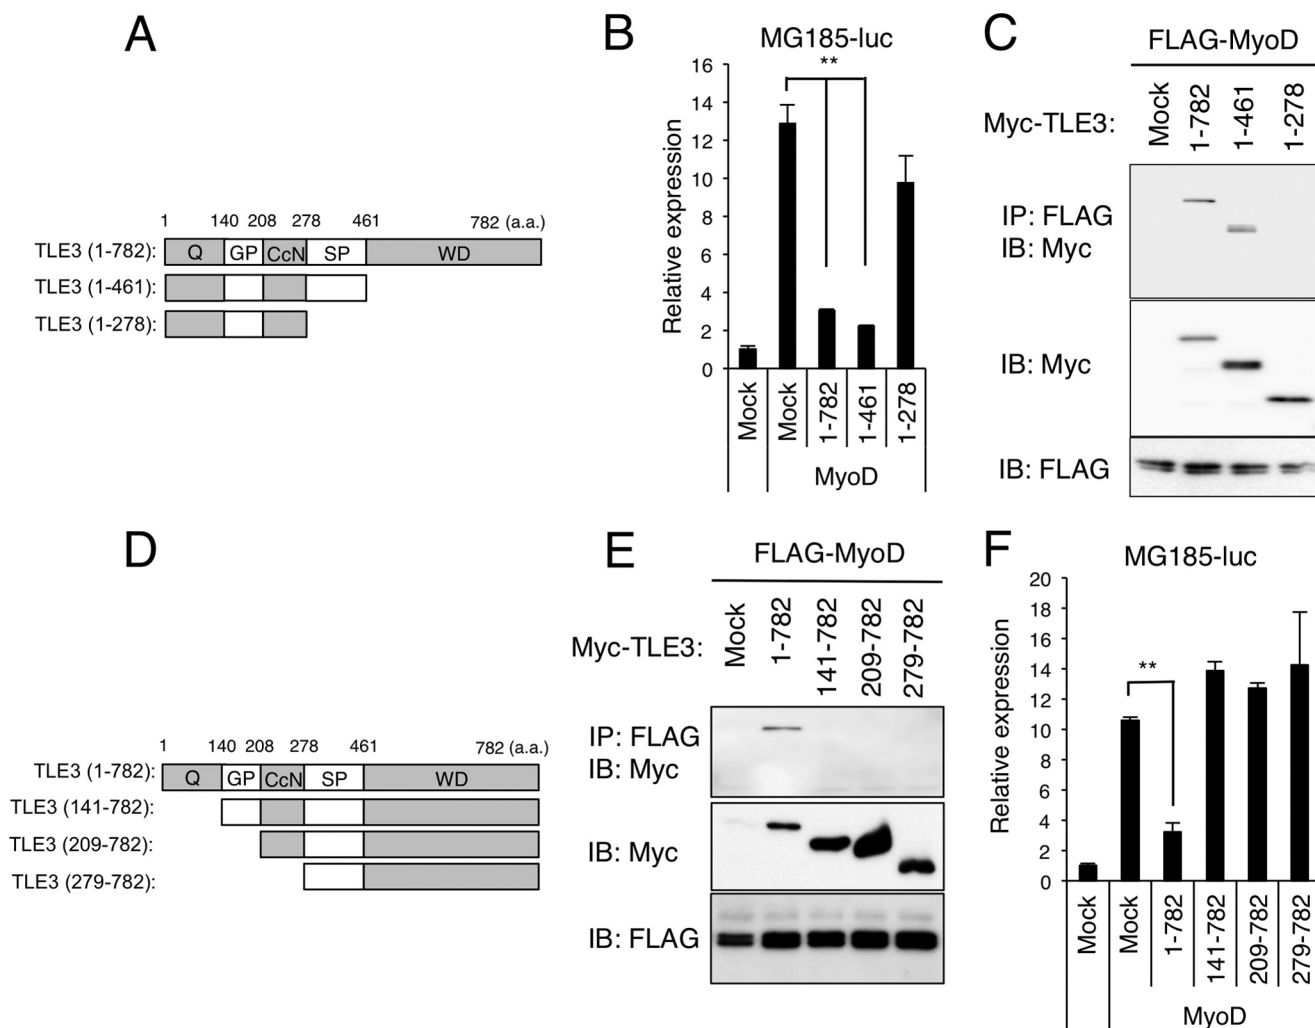 A
1 140 208 278 461 782 (a.a.)
TLE3 (1-782): Q GP CcN SP WD
TLE3 (1-461):
TLE3 (1-278):
B
MG185-luc
**
Relative expression
16
14
12
10
8
6
4
2
0
Mock Mock 1-782 1-461 1-278
MyoD
C
FLAG-MyoD
Myc-TLE3: Mock 1-782 1-461 1-278
IP: FLAG
IB: Myc
IB: Myc
IB: FLAG
D
1 140 208 278 461 782 (a.a.)
TLE3 (1-782): Q GP CcN SP WD
TLE3 (141-782):
TLE3 (209-782):
TLE3 (279-782):
E
FLAG-MyoD
Myc-TLE3: Mock 1-782 141-782 209-782 279-782
IP: FLAG
IB: Myc
IB: Myc
IB: FLAG
F
MG185-luc
**
Relative expression
20
18
16
14
12
10
8
6
4
2
0
Mock Mock 1-782 141-782 209-782 279-782
MyoD